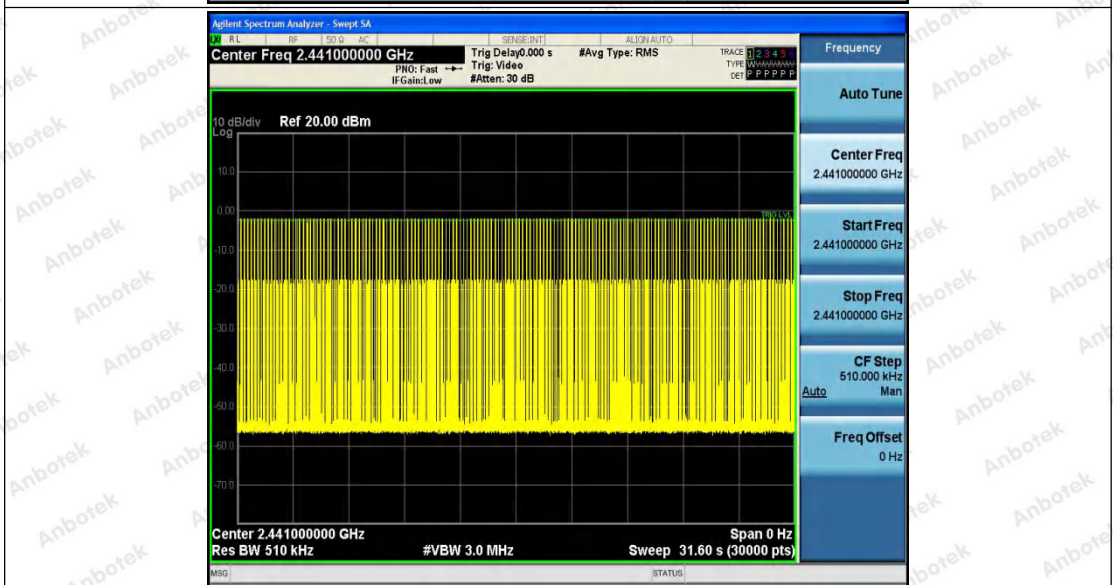 Agilent Spectrum Analyzer - Swept SA
RL RF 50 Ω AC SENSE:INT ALIGN AUTO
Center Freq 2.441000000 GHz
PNO: Fast
IFGain:Low
Trig Delay0.000 s
Trig: Video
#Atten: 30 dB
#Avg Type: RMS
TRACE 1 2 3 4 5 6
TYPE
DET P P P P P P
Frequency
Auto Tune
10 dB/div Ref 20.00 dBm
Log
Center Freq
2.441000000 GHz
10.0
0.00
TRIG LVL
-10.0
-20.0
-30.0
-40.0
-50.0
-60.0
-70.0
Start Freq
2.441000000 GHz
Stop Freq
2.441000000 GHz
CF Step
510.000 kHz
Auto Man
Freq Offset
0 Hz
Center 2.441000000 GHz Span 0 Hz
Res BW 510 kHz #VBW 3.0 MHz Sweep 31.60 s (30000 pts)
MSG STATUS
Anbotek